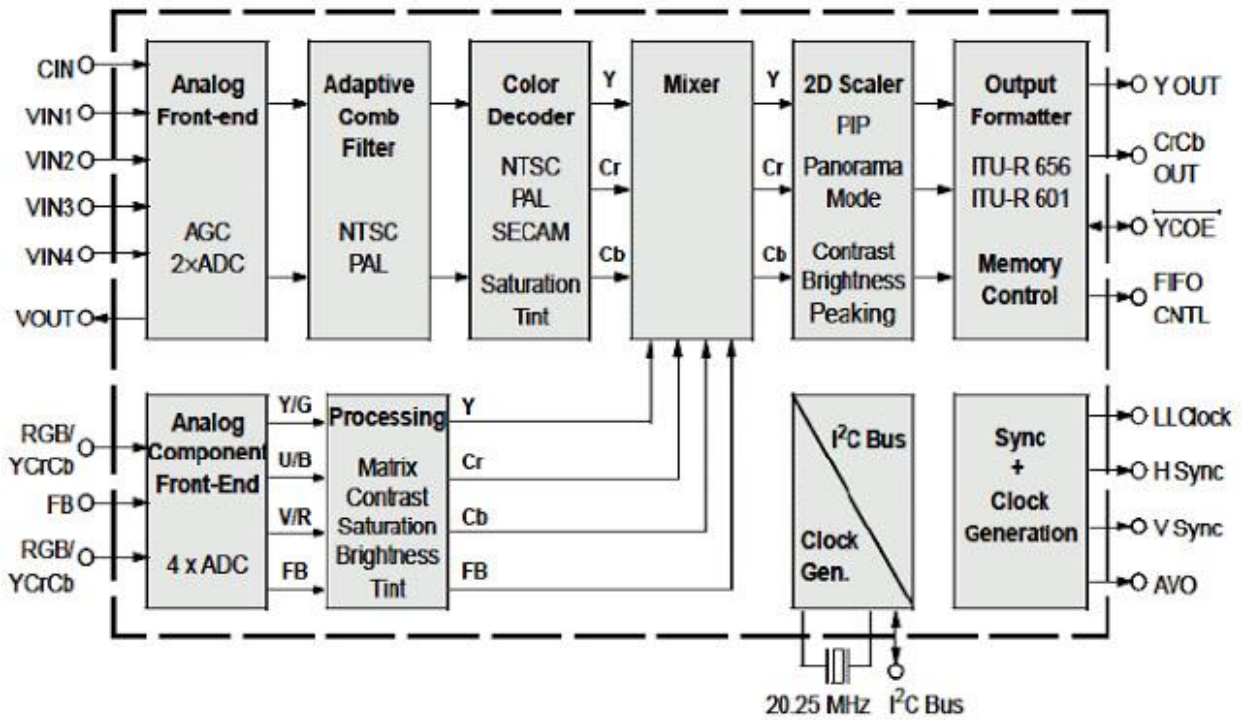 CIN
VIN1
VIN2
VIN3
VIN4
VOUT
Analog
Front-end
AGC
2×ADC
Adaptive
Comb
Filter
NTSC
PAL
Color
Decoder
NTSC
PAL
SECAM
Saturation
Tint
Y
Cr
Cb
Mixer
Y
Cr
Cb
2D Scaler
PIP
Panorama
Mode
Contrast
Brightness
Peaking
Output
Formatter
ITU-R 656
ITU-R 601
Memory
Control
Y OUT
CrCb
OUT
YCOE
FIFO
CNTL
RGB/
YCrCb
FB
RGB/
YCrCb
Analog
Component
Front-End
4 x ADC
Y/G
U/B
V/R
FB
Processing
Matrix
Contrast
Saturation
Brightness
Tint
Y
Cr
Cb
FB
I²C Bus
Clock
Gen.
20.25 MHz
I²C Bus
Sync
+
Clock
Generation
LLClock
H Sync
V Sync
AVO